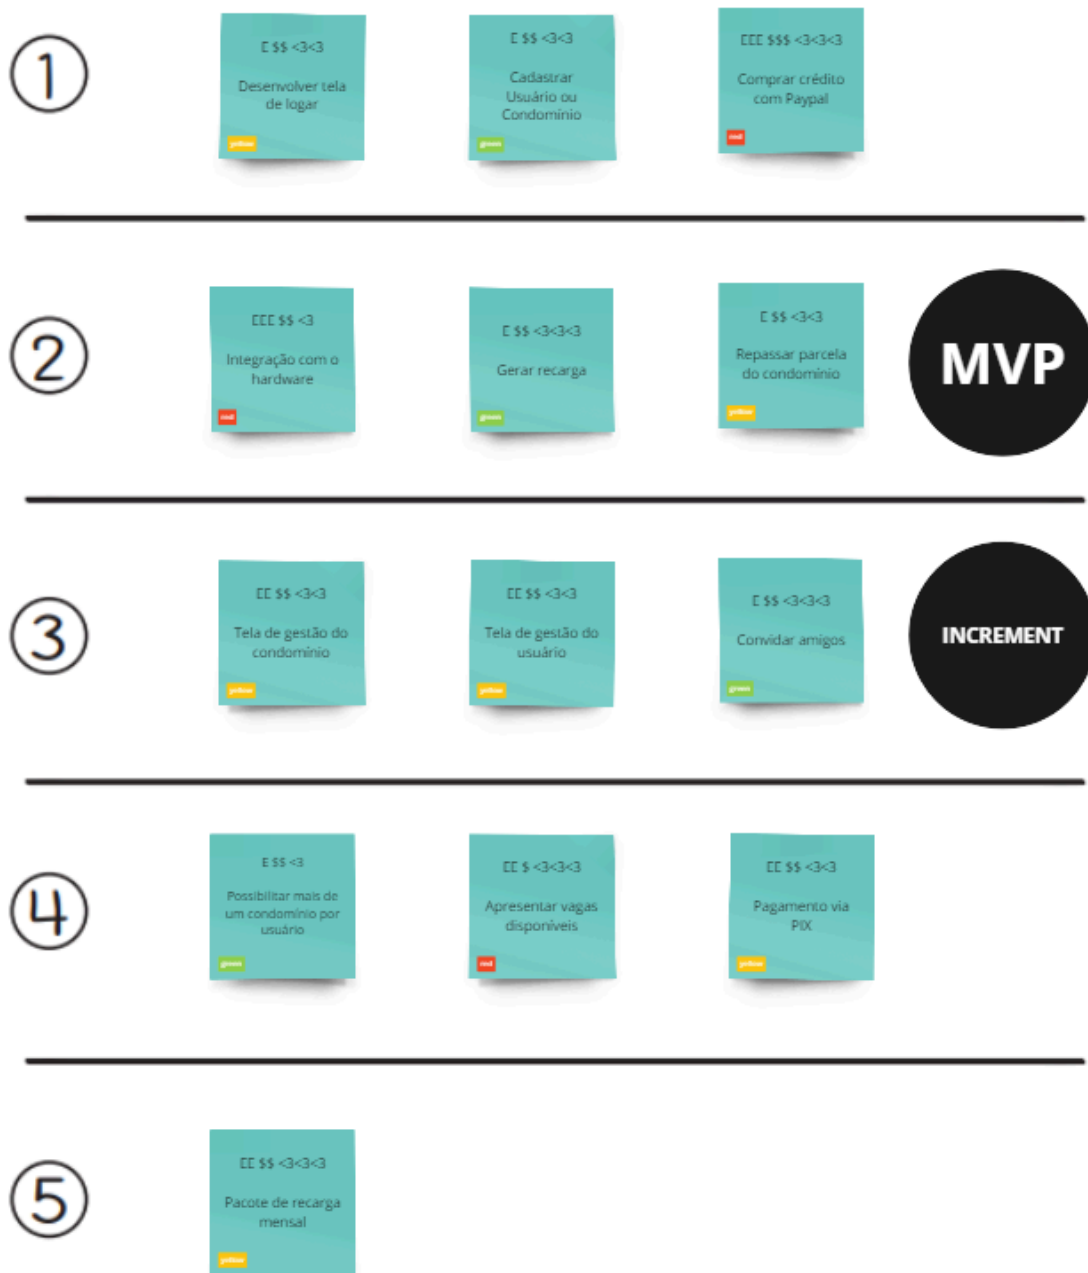 1
E $$ <3<3
Desenvolver tela
de logar
yellow
E $$ <3<3
Cadastrar
Usuário ou
Condomínio
green
EEE $$$ <3<3<3
Comprar crédito
com Paypal
red
2
EEE $$ <3
Integração com o
hardware
red
E $$ <3<3<3
Gerar recarga
green
E $$ <3<3
Repassar parcela
do condomínio
yellow
MVP
3
EE $$ <3<3
Tela de gestão do
condomínio
yellow
EE $$ <3<3
Tela de gestão do
usuário
yellow
E $$ <3<3<3
Convidar amigos
green
INCREMENT
4
E $$ <3
Possibilitar mais de
um condomínio por
usuário
green
EE $ <3<3<3
Apresentar vagas
disponíveis
red
EE $$ <3<3
Pagamento via
PIX
yellow
5
EE $$ <3<3<3
Pacote de recarga
mensal
yellow